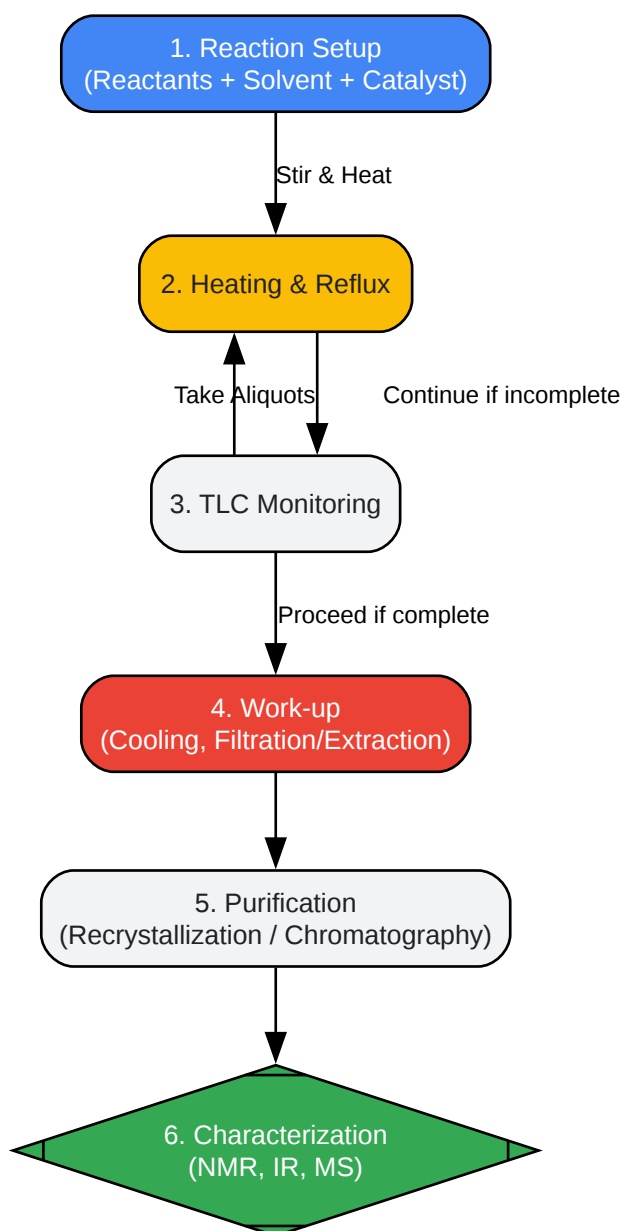 1. Reaction Setup
(Reactants + Solvent + Catalyst)
Stir & Heat
2. Heating & Reflux
Take Aliquots
Continue if incomplete
3. TLC Monitoring
Proceed if complete
4. Work-up
(Cooling, Filtration/Extraction)
5. Purification
(Recrystallization / Chromatography)
6. Characterization
(NMR, IR, MS)